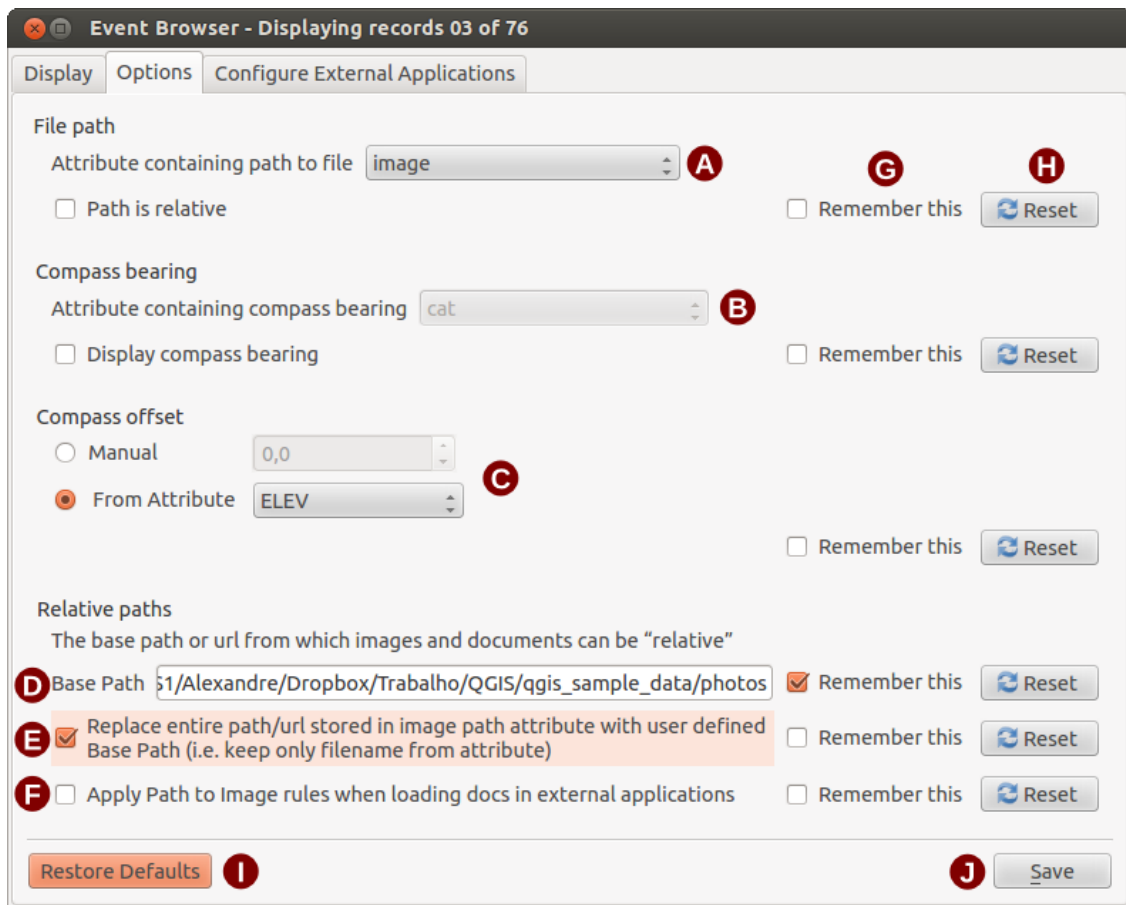 Event Browser - Displaying records 03 of 76
Display Options Configure External Applications
File path
Attribute containing path to file image A G H
Path is relative Remember this Reset
Compass bearing
Attribute containing compass bearing cat B
Display compass bearing Remember this Reset
Compass offset
Manual 0,0
C
From Attribute ELEV
Remember this Reset
Relative paths
The base path or url from which images and documents can be “relative”
D Base Path 51/Alexandre/Dropbox/Trabalho/QGIS/qgis_sample_data/photos Remember this Reset
E Replace entire path/url stored in image path attribute with user defined
Base Path (i.e. keep only filename from attribute) Remember this Reset
F Apply Path to Image rules when loading docs in external applications Remember this Reset
Restore Defaults I J Save